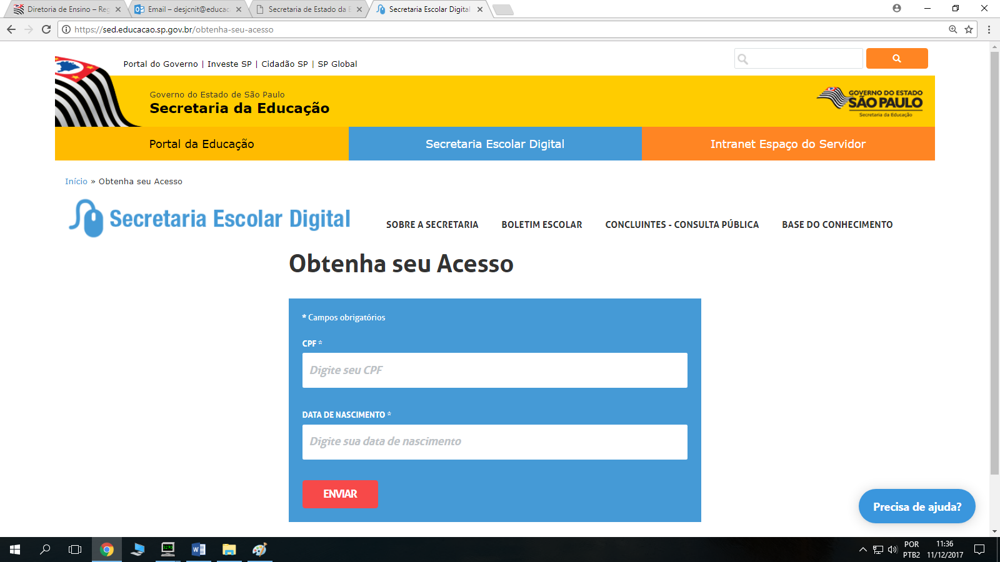 Diretoria de Ensino – Reg
Email – desjcnit@educaç
Secretaria de Estado da E
Secretaria Escolar Digital
https://sed.educacao.sp.gov.br/obtenha-seu-acesso
Portal do Governo | Investe SP | Cidadão SP | SP Global
Governo do Estado de São Paulo
Secretaria da Educação
GOVERNO DO ESTADO
SÃO PAULO
Secretaria da Educação
Portal da Educação
Secretaria Escolar Digital
Intranet Espaço do Servidor
Início » Obtenha seu Acesso
Secretaria Escolar Digital
SOBRE A SECRETARIA
BOLETIM ESCOLAR
CONCLUINTES - CONSULTA PÚBLICA
BASE DO CONHECIMENTO
Obtenha seu Acesso
* Campos obrigatórios
CPF *
Digite seu CPF
DATA DE NASCIMENTO *
Digite sua data de nascimento
ENVIAR
Precisa de ajuda?
POR
PTB2
11:36
11/12/2017